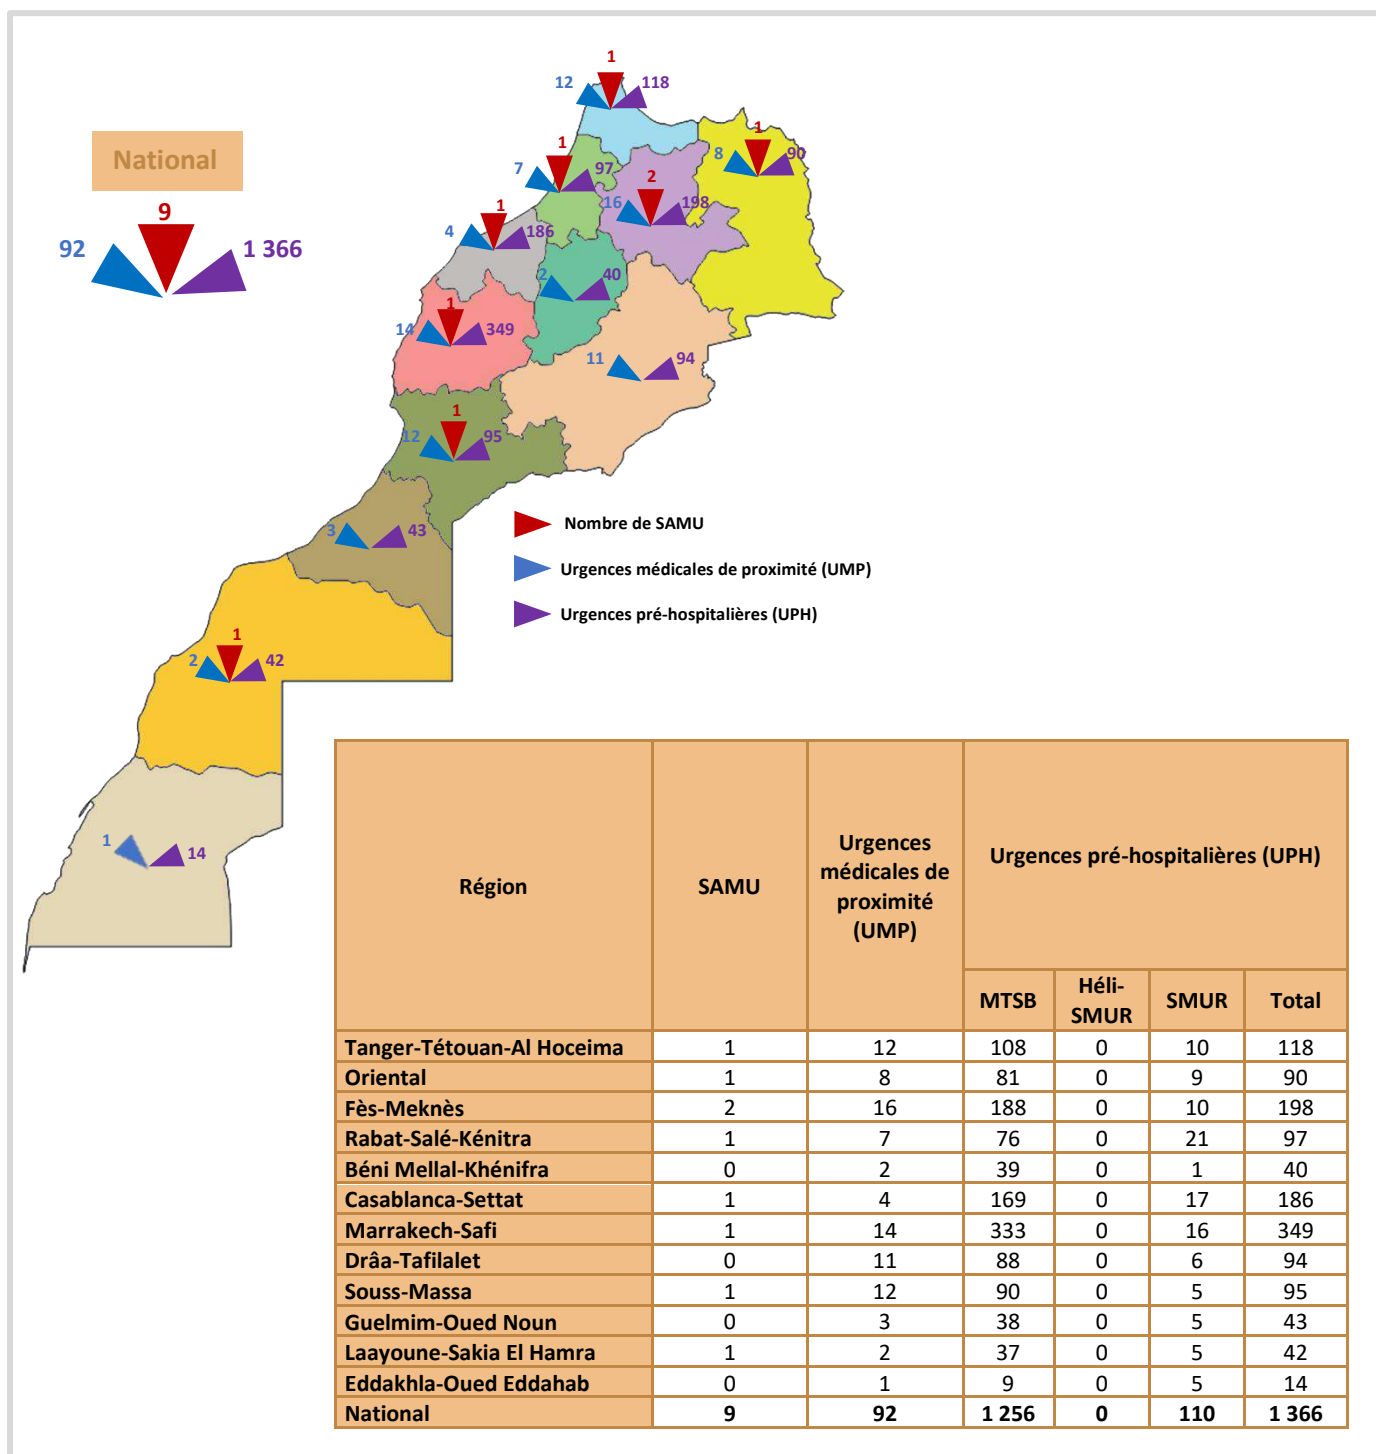 National
9
92
1 366
1
12
118
1
7
97
1
8
90
2
16
198
1
4
186
2
40
1
14
349
11
94
1
12
95
3
43
1
2
42
1
14
Nombre de SAMU
Urgences médicales de proximité (UMP)
Urgences pré-hospitalières (UPH)
Région
SAMU
Urgences
médicales de
proximité
(UMP)
Urgences pré-hospitalières (UPH)
MTSB
Héli-
SMUR
SMUR
Total
Tanger-Tétouan-Al Hoceima 1 12 108 0 10 118
Oriental 1 8 81 0 9 90
Fès-Meknès 2 16 188 0 10 198
Rabat-Salé-Kénitra 1 7 76 0 21 97
Béni Mellal-Khénifra 0 2 39 0 1 40
Casablanca-Settat 1 4 169 0 17 186
Marrakech-Safi 1 14 333 0 16 349
Drâa-Tafilalet 0 11 88 0 6 94
Souss-Massa 1 12 90 0 5 95
Guelmim-Oued Noun 0 3 38 0 5 43
Laayoune-Sakia El Hamra 1 2 37 0 5 42
Eddakhla-Oued Eddahab 0 1 9 0 5 14
National 9 92 1 256 0 110 1 366